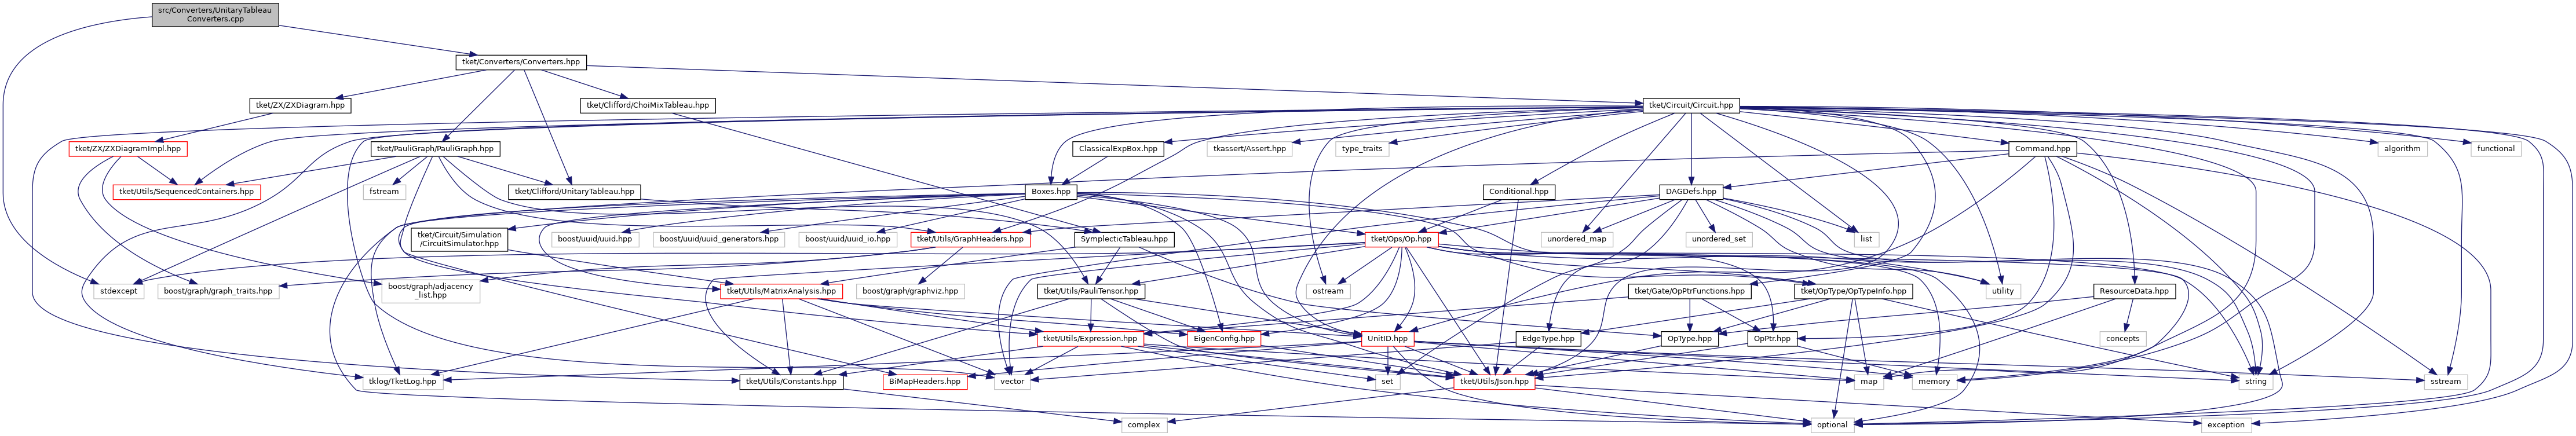 src/Converters/UnitaryTableau
Converters.cpp
tket/Converters/Converters.hpp
tket/ZX/ZXDiagram.hpp
tket/Clifford/ChoiMixTableau.hpp
tket/Circuit/Circuit.hpp
tket/ZX/ZXDiagramImpl.hpp
tket/PauliGraph/PauliGraph.hpp
ClassicalExpBox.hpp
tkassert/Assert.hpp
type_traits
Command.hpp
algorithm
functional
tket/Utils/SequencedContainers.hpp
fstream
tket/Clifford/UnitaryTableau.hpp
Boxes.hpp
Conditional.hpp
DAGDefs.hpp
tket/Circuit/Simulation
/CircuitSimulator.hpp
boost/uuid/uuid.hpp
boost/uuid/uuid_generators.hpp
boost/uuid/uuid_io.hpp
tket/Utils/GraphHeaders.hpp
SymplecticTableau.hpp
tket/Ops/Op.hpp
unordered_map
unordered_set
list
stdexcept
boost/graph/graph_traits.hpp
boost/graph/adjacency
_list.hpp
tket/Utils/MatrixAnalysis.hpp
boost/graph/graphviz.hpp
tket/Utils/PauliTensor.hpp
ostream
tket/Gate/OpPtrFunctions.hpp
tket/OpType/OpTypeInfo.hpp
utility
ResourceData.hpp
tket/Utils/Expression.hpp
EigenConfig.hpp
UnitID.hpp
EdgeType.hpp
OpType.hpp
OpPtr.hpp
concepts
tklog/TketLog.hpp
tket/Utils/Constants.hpp
BiMapHeaders.hpp
vector
set
tket/Utils/Json.hpp
map
memory
string
sstream
complex
optional
exception